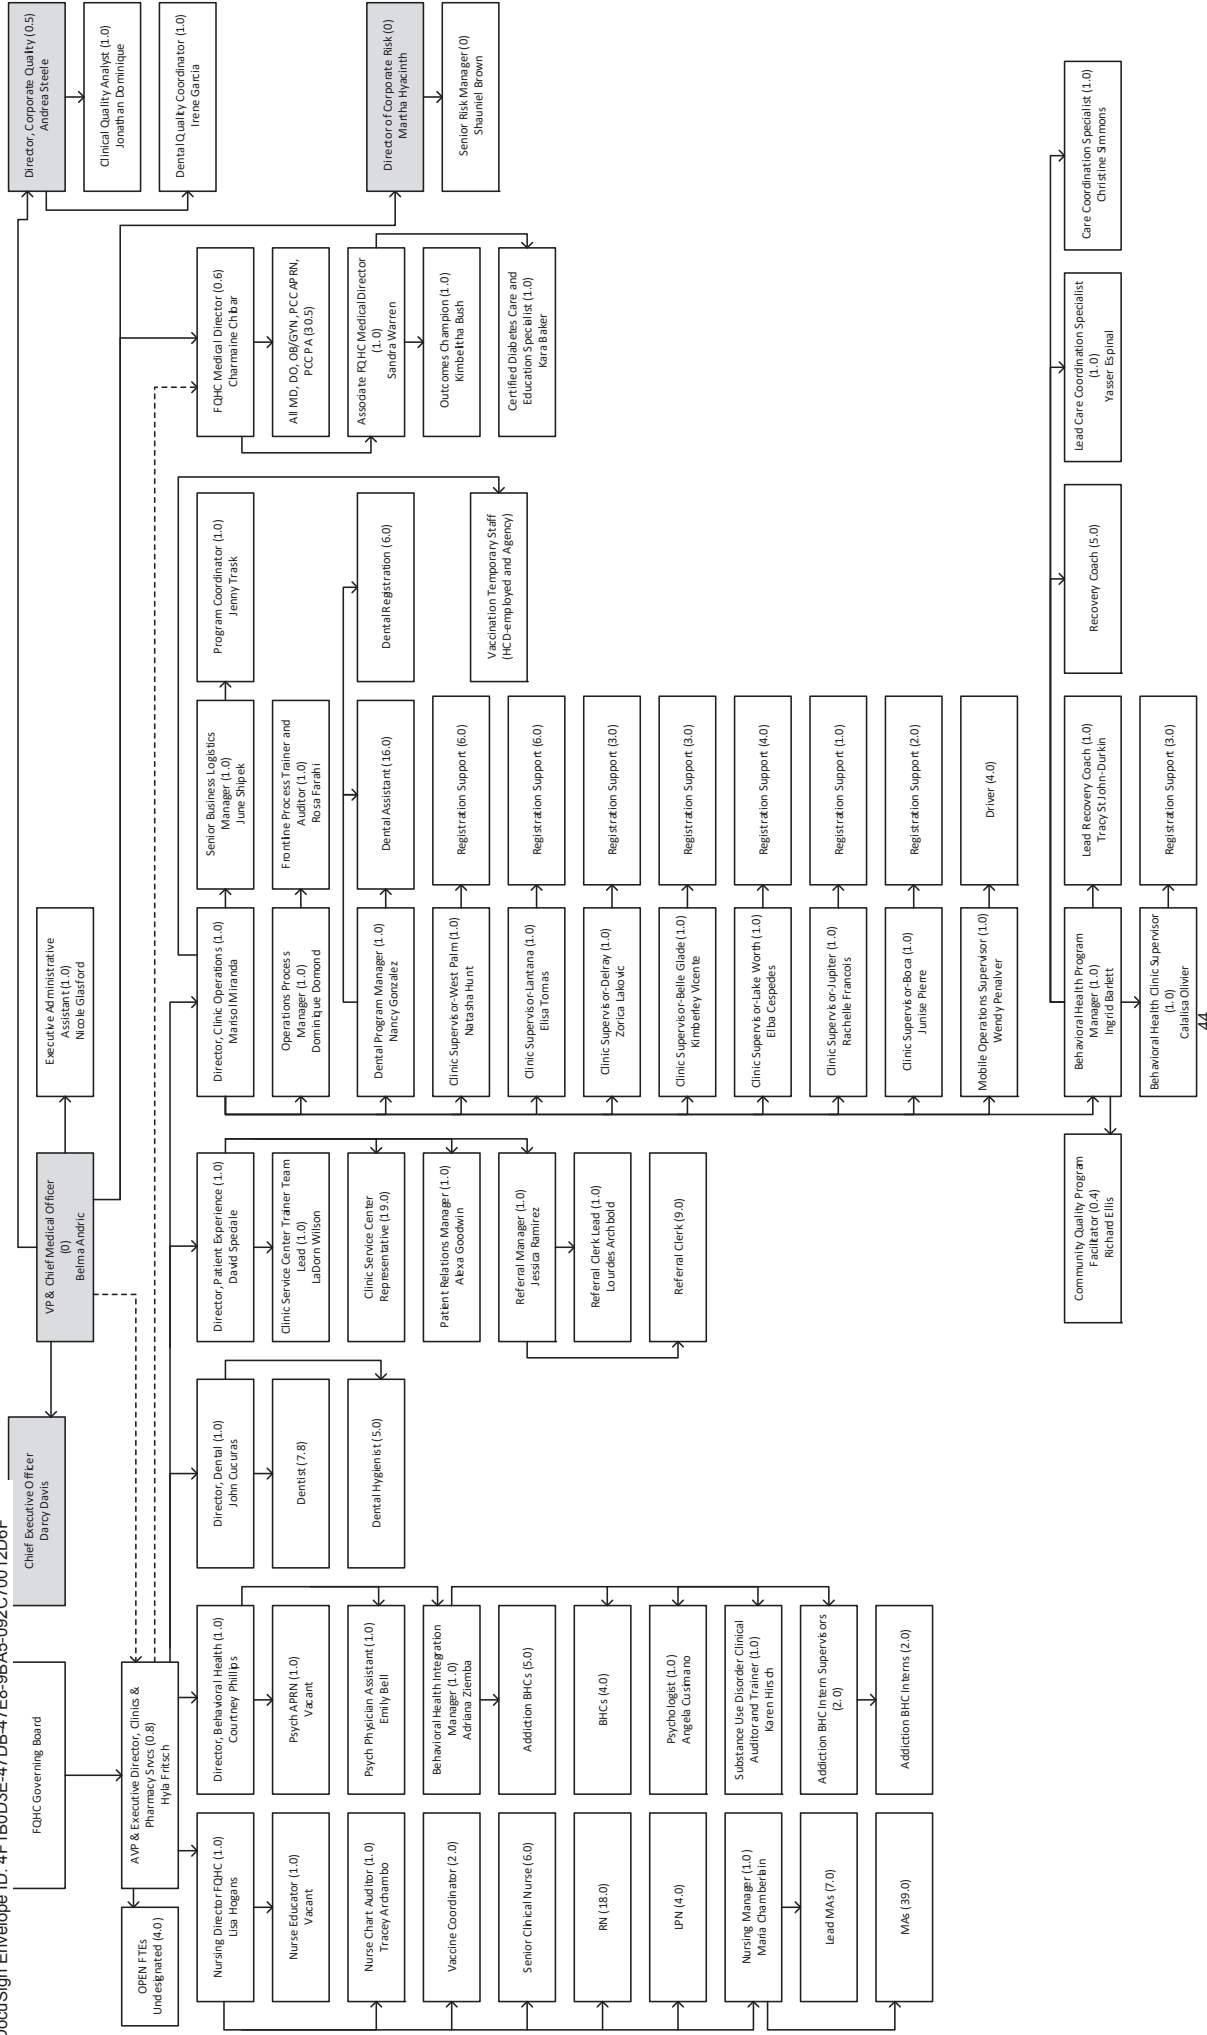 DocuSign Envelope ID: 4F1B0D3E-47DB-47E8-9BA5-092C70012D6F
FQHC Governing Board
Chief Executive Officer
Darcy Davis
VP & Chief Medical Officer
(0)
Belma Andric
Executive Administrative
Assistant (1.0)
Nicole Glasford
Director, Corporate Quality (0.5)
Andrea Steele
Clinical Quality Analyst (1.0)
Jonathan Dominique
Dental Quality Coordinator (1.0)
Irene Garcia
OPEN FTEs
Undesignated (4.0)
AVP & Executive Director, Clinics &
Pharmacy Srvcs (0.8)
Hyla Fritsch
Nursing Director FQHC (1.0)
Lisa Hogans
Nurse Educator (1.0)
Vacant
Nurse Chart Auditor (1.0)
Tracey Archambo
Vaccine Coordinator (2.0)
Senior Clinical Nurse (6.0)
RN (18.0)
LPN (4.0)
Nursing Manager (1.0)
Maria Chamberlain
Lead MAs (7.0)
MAs (39.0)
Director, Behavioral Health (1.0)
Courtney Phillips
Psych APRN (1.0)
Vacant
Psych Physician Assistant (1.0)
Emily Bell
Behavioral Health Integration
Manager (1.0)
Adriana Ziemba
Addiction BHCs (5.0)
BHCs (4.0)
Psychologist (1.0)
Angela Cusimano
Substance Use Disorder Clinical
Auditor and Trainer (1.0)
Karen Hirsch
Addiction BHC Intern Supervisors
(2.0)
Addiction BHC Interns (2.0)
Director, Dental (1.0)
John Cucuras
Dentist (7.8)
Dental Hygienist (5.0)
Director, Patient Experience (1.0)
David Speciale
Clinic Service Center Trainer Team
Lead (1.0)
LaDorn Wilson
Clinic Service Center
Representative (19.0)
Patient Relations Manager (1.0)
Alexa Goodwin
Referral Manager (1.0)
Jessica Ramirez
Referral Clerk Lead (1.0)
Lourdes Archbold
Referral Clerk (9.0)
Director, Clinic Operations (1.0)
Marisol Miranda
Senior Business Logistics
Manager (1.0)
June Shipek
Program Coordinator (1.0)
Jenny Trask
Operations Process
Manager (1.0)
Dominique Domond
Frontline Process Trainer and
Auditor (1.0)
Rosa Farahi
Dental Program Manager (1.0)
Nancy Gonzalez
Dental Assistant (16.0)
Dental Registration (6.0)
Clinic Supervisor-West Palm (1.0)
Natasha Hunt
Registration Support (6.0)
Vaccination Temporary Staff
(HCD-employed and Agency)
Clinic Supervisor-Lantana (1.0)
Elisa Tomas
Registration Support (6.0)
Clinic Supervisor-Delray (1.0)
Zorica Lakovic
Registration Support (3.0)
Clinic Supervisor-Belle Glade (1.0)
Kimberley Vicente
Registration Support (3.0)
Clinic Supervisor-Lake Worth (1.0)
Elba Cespedes
Registration Support (4.0)
Clinic Supervisor-Jupiter (1.0)
Rachelle Francois
Registration Support (1.0)
Clinic Supervisor-Boca (1.0)
Junise Pierre
Registration Support (2.0)
Mobile Operations Supervisor (1.0)
Wendy Penalver
Driver (4.0)
FQHC Medical Director (0.6)
Charmaine Chibar
All MD, DO, OB/GYN, PCC APRN,
PCC PA (30.5)
Associate FQHC Medical Director
(1.0)
Sandra Warren
Outcomes Champion (1.0)
Kimbelitha Bush
Certified Diabetes Care and
Education Specialist (1.0)
Kara Baker
Director of Corporate Risk (0)
Martha Hyacinth
Senior Risk Manager (0)
Shauniel Brown
Community Quality Program
Facilitator (0.4)
Richard Ellis
Behavioral Health Program
Manager (1.0)
Ingrid Barlett
Lead Recovery Coach (1.0)
Tracy St John-Durkin
Recovery Coach (5.0)
Lead Care Coordination Specialist
(1.0)
Yasser Espinal
Care Coordination Specialist (1.0)
Christine Simmons
Behavioral Health Clinic Supervisor
(1.0)
Calalisa Olivier
Registration Support (3.0)
44